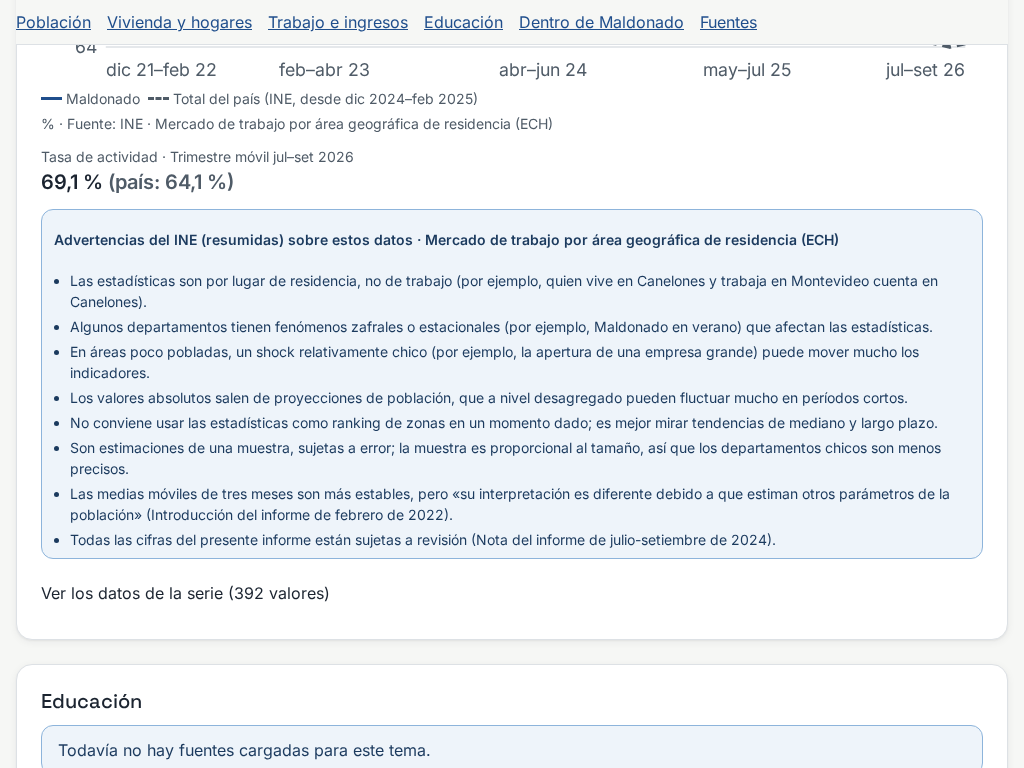 Población Vivienda y hogares Trabajo e ingresos Educación Dentro de Maldonado Fuentes
64
dic 21–feb 22 feb–abr 23 abr–jun 24 may–jul 25 jul–set 26
Maldonado Total del país (INE, desde dic 2024–feb 2025)
% · Fuente: INE · Mercado de trabajo por área geográfica de residencia (ECH)
Tasa de actividad · Trimestre móvil jul–set 2026
69,1 % (país: 64,1 %)
Advertencias del INE (resumidas) sobre estos datos · Mercado de trabajo por área geográfica de residencia (ECH)
• Las estadísticas son por lugar de residencia, no de trabajo (por ejemplo, quien vive en Canelones y trabaja en Montevideo cuenta en
Canelones).
• Algunos departamentos tienen fenómenos zafrales o estacionales (por ejemplo, Maldonado en verano) que afectan las estadísticas.
• En áreas poco pobladas, un shock relativamente chico (por ejemplo, la apertura de una empresa grande) puede mover mucho los
indicadores.
• Los valores absolutos salen de proyecciones de población, que a nivel desagregado pueden fluctuar mucho en períodos cortos.
• No conviene usar las estadísticas como ranking de zonas en un momento dado; es mejor mirar tendencias de mediano y largo plazo.
• Son estimaciones de una muestra, sujetas a error; la muestra es proporcional al tamaño, así que los departamentos chicos son menos
precisos.
• Las medias móviles de tres meses son más estables, pero «su interpretación es diferente debido a que estiman otros parámetros de la
población» (Introducción del informe de febrero de 2022).
• Todas las cifras del presente informe están sujetas a revisión (Nota del informe de julio-setiembre de 2024).
Ver los datos de la serie (392 valores)
Educación
Todavía no hay fuentes cargadas para este tema.